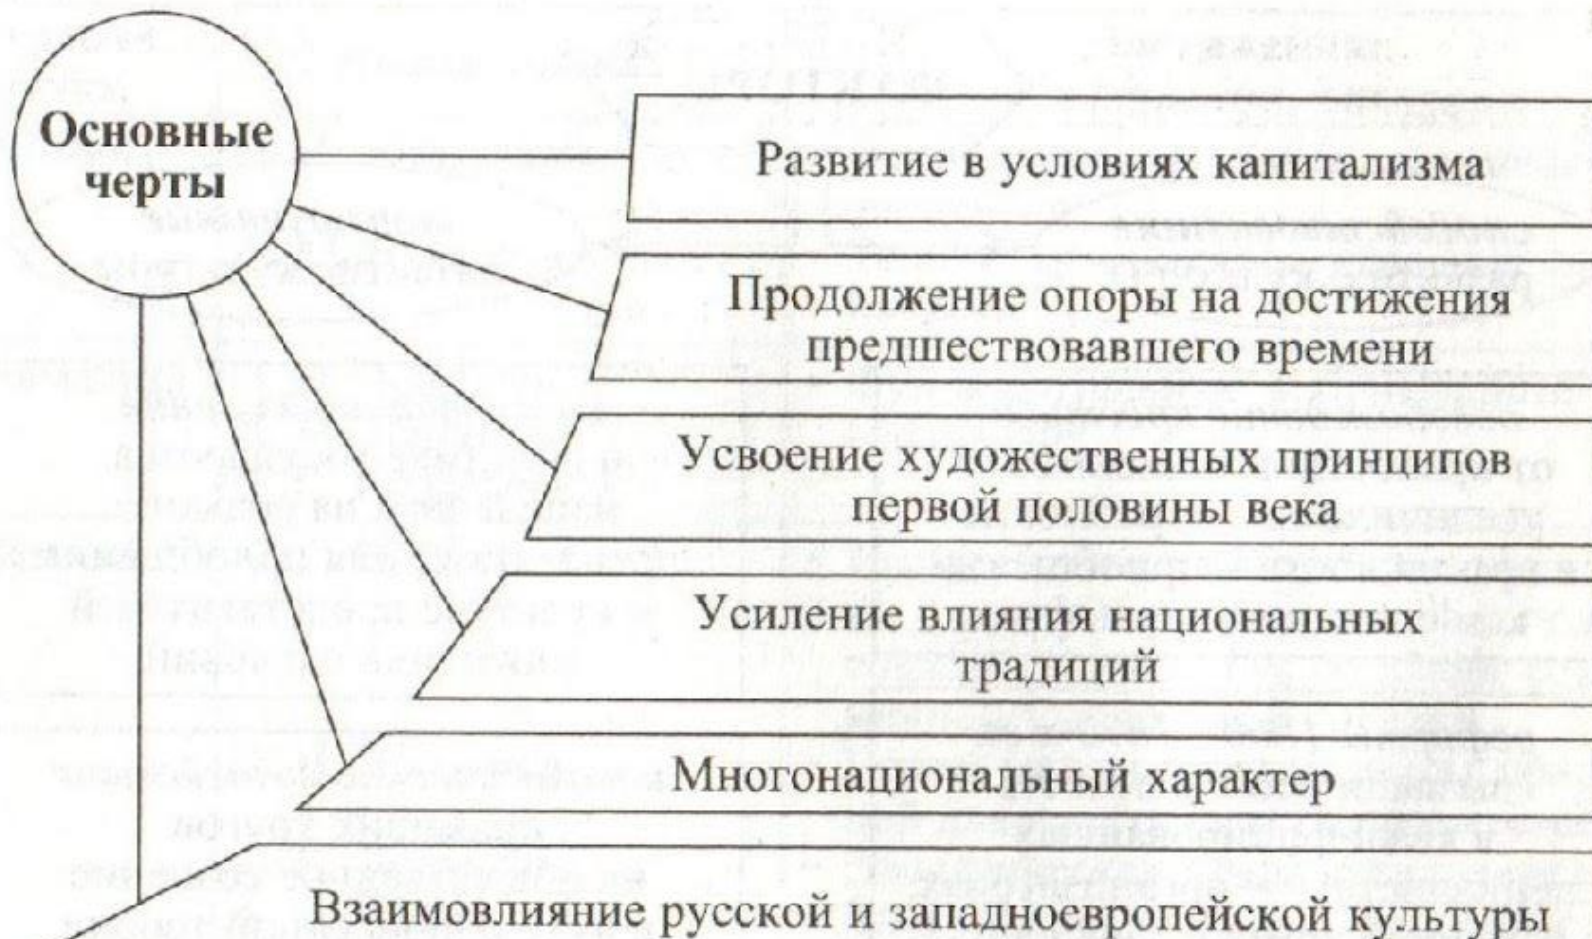 Основные
черты
Развитие в условиях капитализма
Продолжение опоры на достижения
предшествовавшего времени
Усвоение художественных принципов
первой половины века
Усиление влияния национальных
традиций
Многонациональный характер
Взаимовлияние русской и западноевропейской культуры